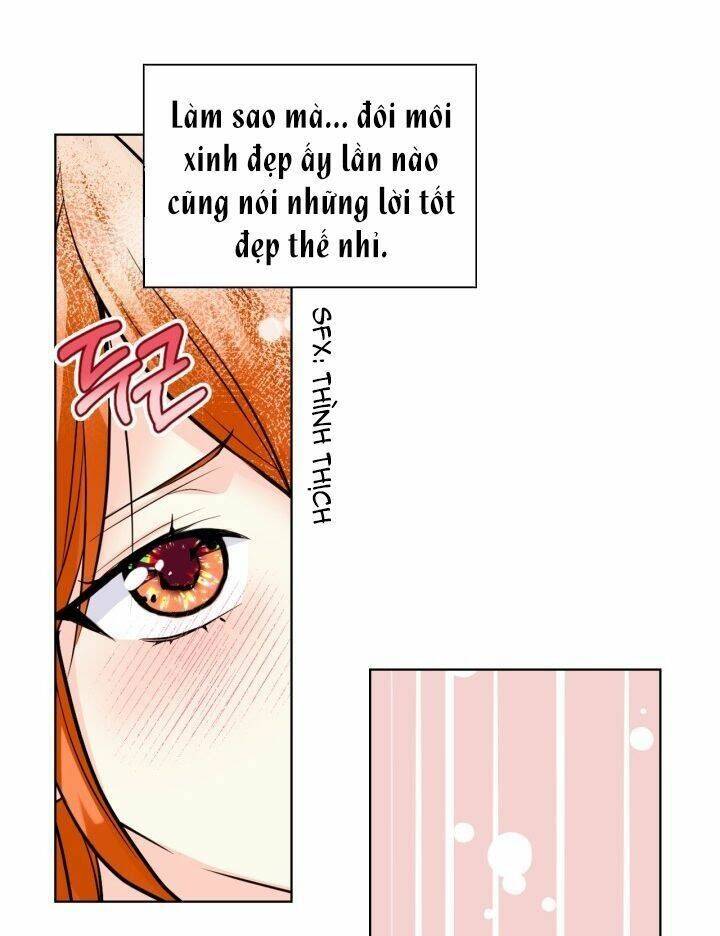 Làm sao mà... đôi môi
xinh đẹp ấy lần nào
cũng nói những lời tốt
đẹp thế nhỉ.
두근
SFX: THÌNH THỊCH